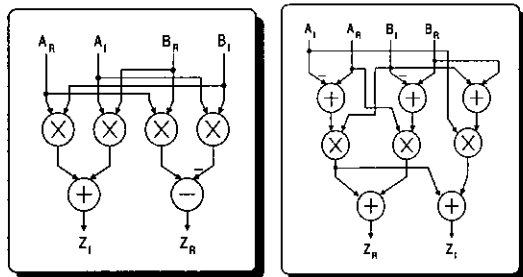 A_R A_I B_R B_I
× × × ×
+ −
−
Z_I Z_R
A_I A_R B_I B_R
− −
+ + +
× × ×
+ +
Z_R Z_I